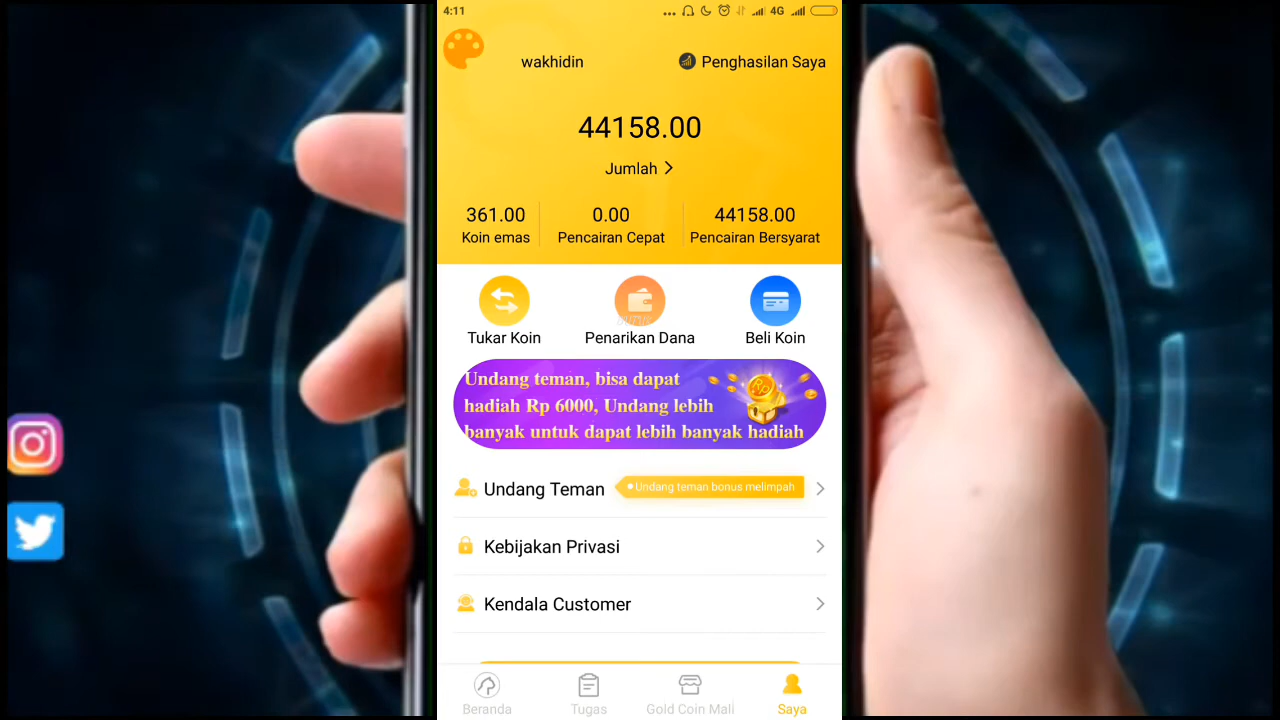 4:11
4G
wakhidin
Penghasilan Saya
44158.00
Jumlah
361.00
0.00
44158.00
Koin emas
Pencairan Cepat
Pencairan Bersyarat
Tukar Koin
Penarikan Dana
Beli Koin
Undang teman, bisa dapat
hadiah Rp 6000, Undang lebih
banyak untuk dapat lebih banyak hadiah
Undang Teman
Undang teman bonus melimpah
Kebijakan Privasi
Kendala Customer
Beranda
Tugas
Gold Coin Mall
Saya